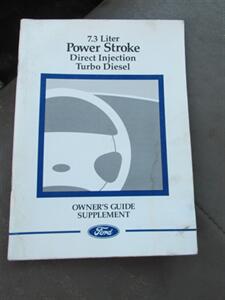 7.3 Liter
Power Stroke
Direct Injection
Turbo Diesel
OWNER'S GUIDE
SUPPLEMENT
Ford